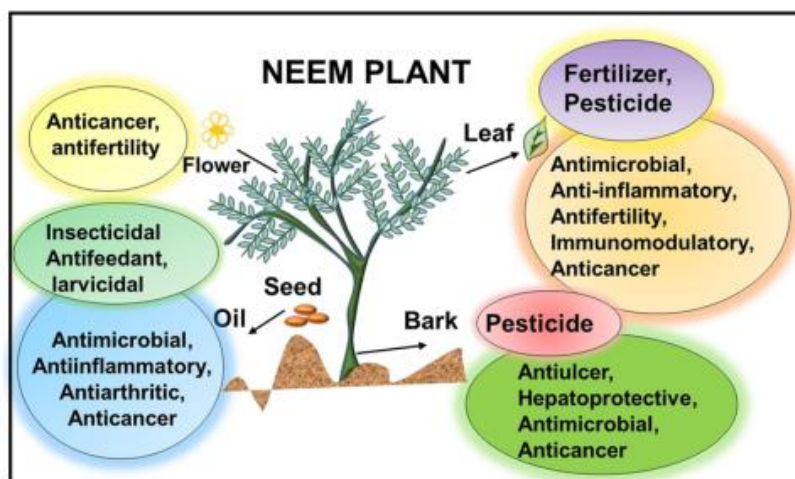 NEEM PLANT
Anticancer,
antifertility
Flower
Leaf
Fertilizer,
Pesticide
Antimicrobial,
Anti-inflammatory,
Antifertility,
Immunomodulatory,
Anticancer
Insecticidal
Antifeedant,
larvicidal
Seed
Oil
Antimicrobial,
Antiinflammatory,
Antiarthritic,
Anticancer
Bark
Pesticide
Antiulcer,
Hepatoprotective,
Antimicrobial,
Anticancer